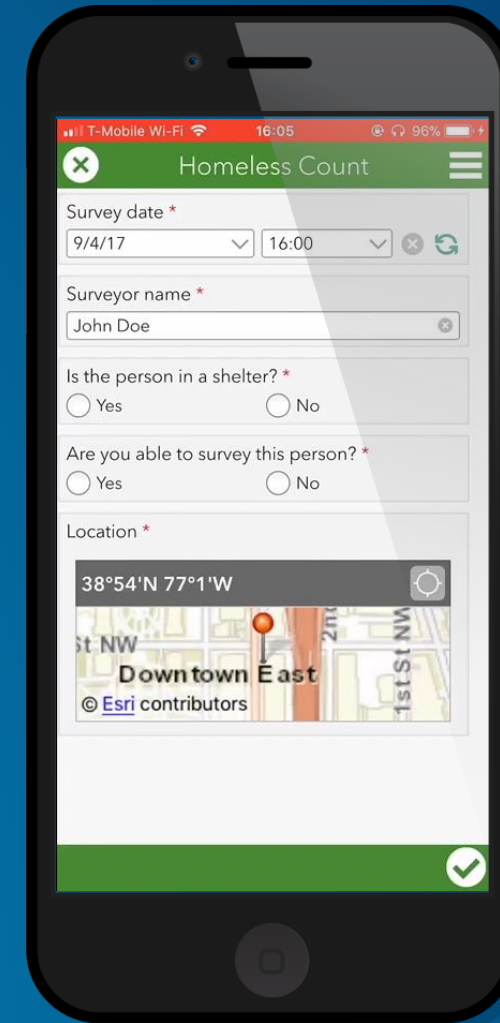 T-Mobile Wi-Fi 16:05 96%
Homeless Count
Survey date *
9/4/17 16:00
Surveyor name *
John Doe
Is the person in a shelter? *
Yes No
Are you able to survey this person? *
Yes No
Location *
38°54'N 77°1'W
St NW
2nd
1st St NW
Downtown East
© Esri contributors